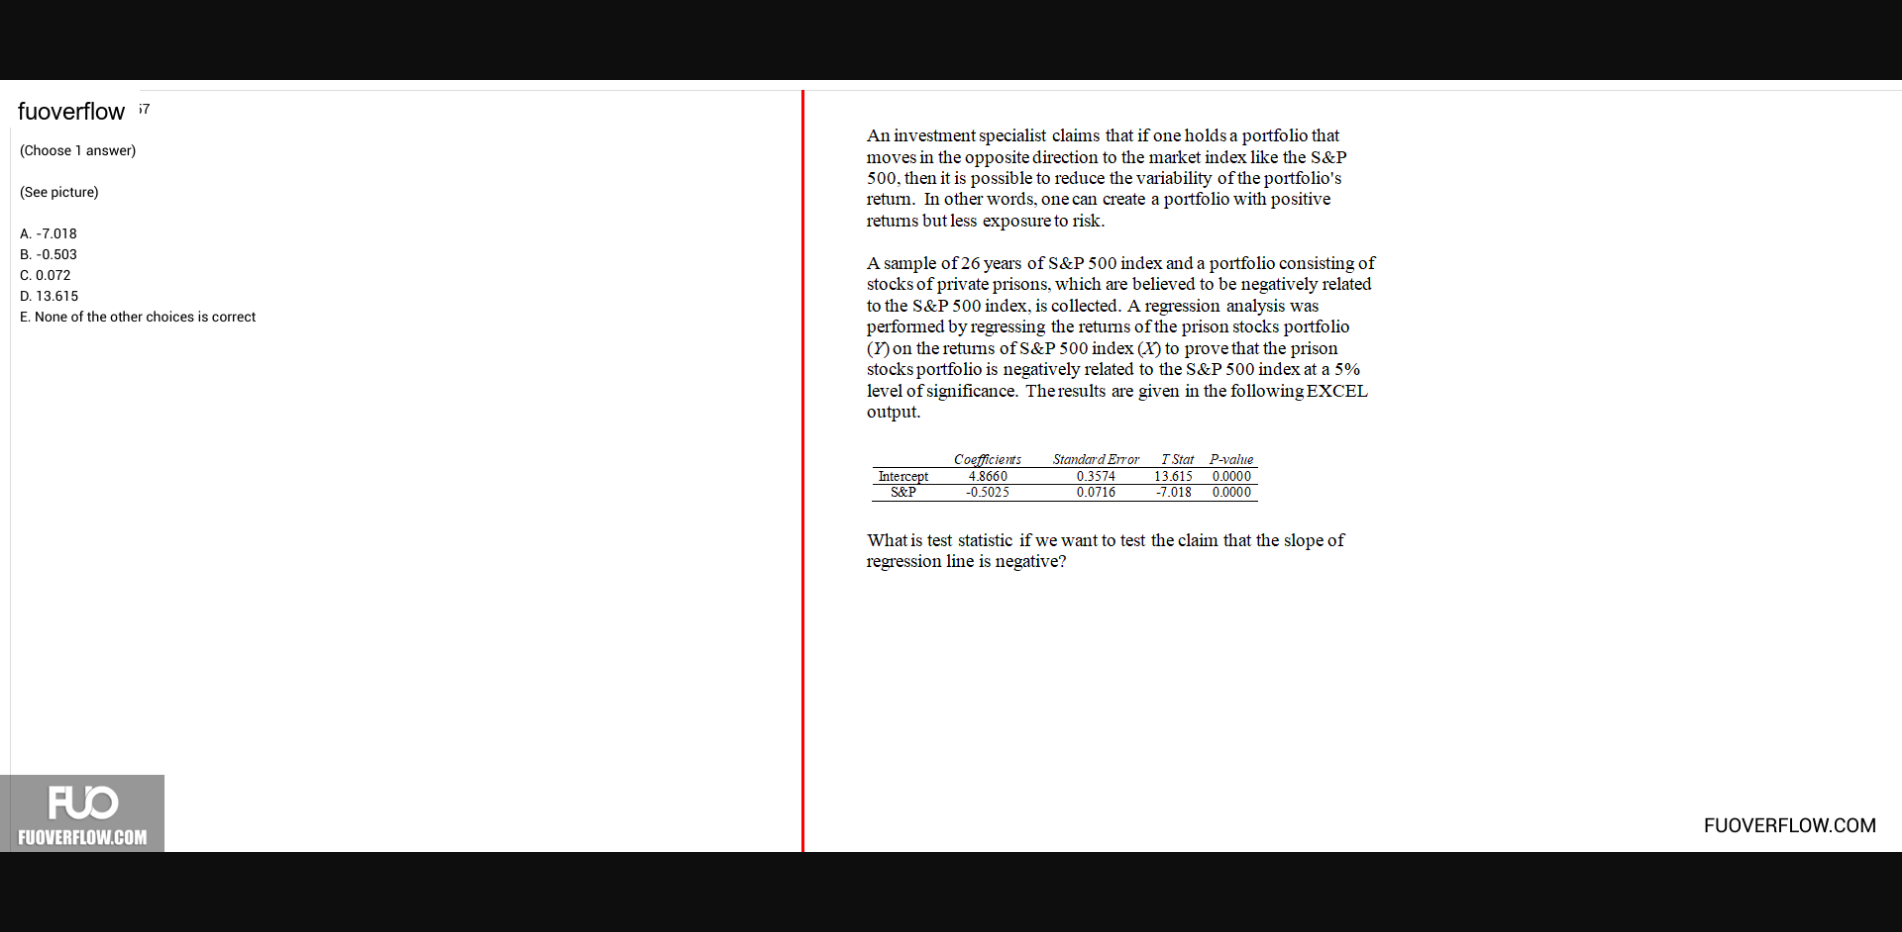 fuoverflow
57
(Choose 1 answer)
(See picture)
A. -7.018
B. -0.503
C. 0.072
D. 13.615
E. None of the other choices is correct
An investment specialist claims that if one holds a portfolio that
moves in the opposite direction to the market index like the S&P
500, then it is possible to reduce the variability of the portfolio's
return. In other words, one can create a portfolio with positive
returns but less exposure to risk.
A sample of 26 years of S&P 500 index and a portfolio consisting of
stocks of private prisons, which are believed to be negatively related
to the S&P 500 index, is collected. A regression analysis was
performed by regressing the returns of the prison stocks portfolio
(Y) on the returns of S&P 500 index (X) to prove that the prison
stocks portfolio is negatively related to the S&P 500 index at a 5%
level of significance. The results are given in the following EXCEL
output.
Coefficients Standard Error T Stat P-value
Intercept 4.8660 0.3574 13.615 0.0000
S&P -0.5025 0.0716 -7.018 0.0000
What is test statistic if we want to test the claim that the slope of
regression line is negative?
FUO
FUOVERFLOW.COM
FUOVERFLOW.COM